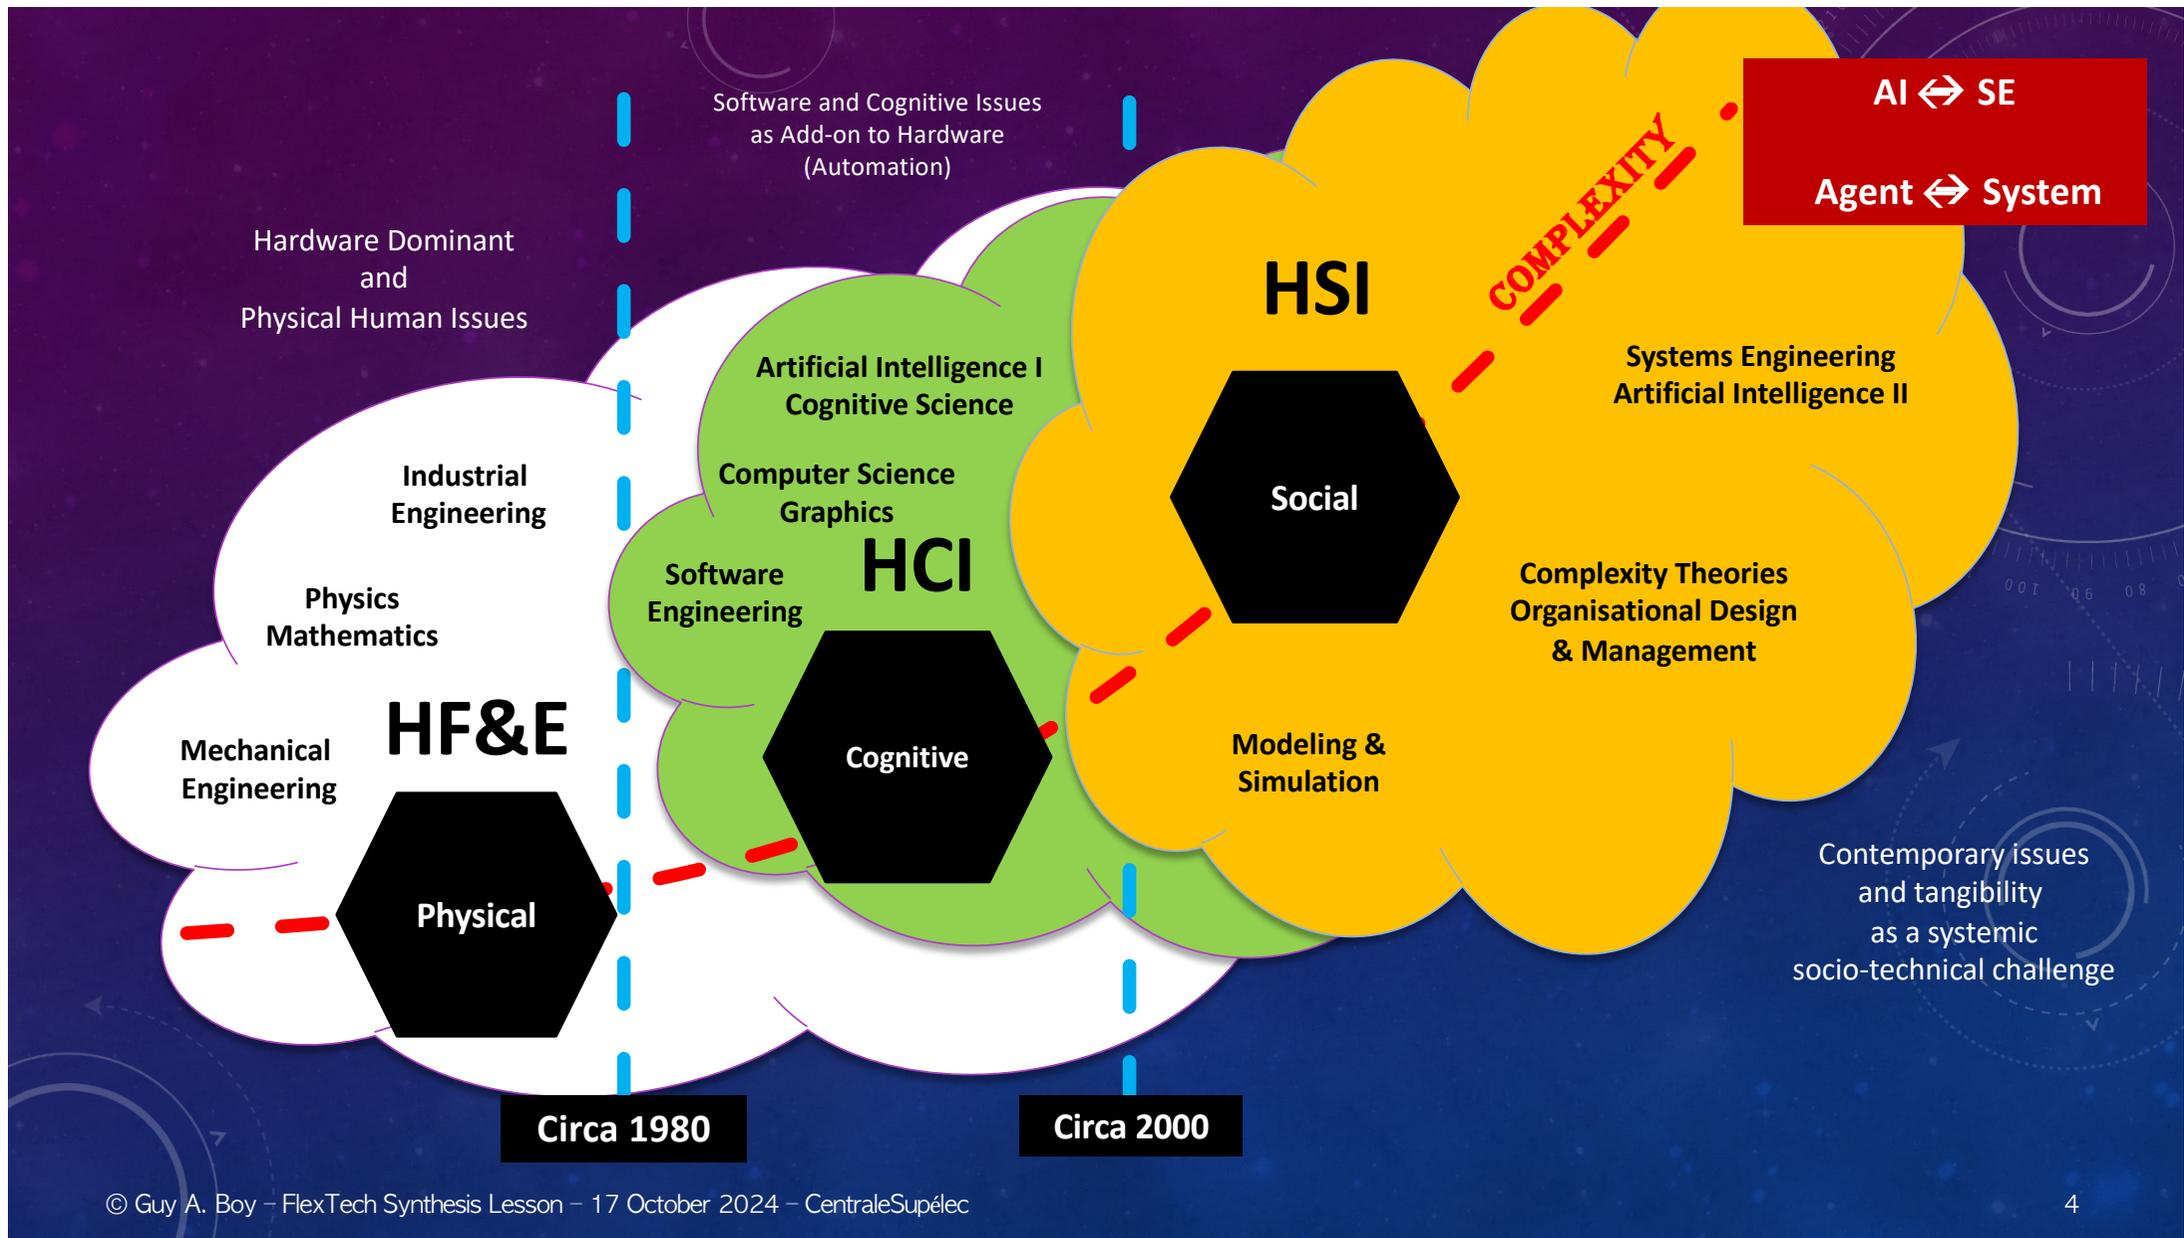 Software and Cognitive Issues
as Add-on to Hardware
(Automation)
Hardware Dominant
and
Physical Human Issues
AI ⟺ SE
Agent ⟺ System
COMPLEXITY
HSI
Systems Engineering
Artificial Intelligence II
Artificial Intelligence I
Cognitive Science
Computer Science
Graphics
HCI
Software
Engineering
Industrial
Engineering
Physics
Mathematics
HF&E
Mechanical
Engineering
Social
Complexity Theories
Organisational Design
& Management
Modeling &
Simulation
Cognitive
Physical
Contemporary issues
and tangibility
as a systemic
socio-technical challenge
Circa 1980
Circa 2000
© Guy A. Boy – FlexTech Synthesis Lesson – 17 October 2024 – CentraleSupélec
4